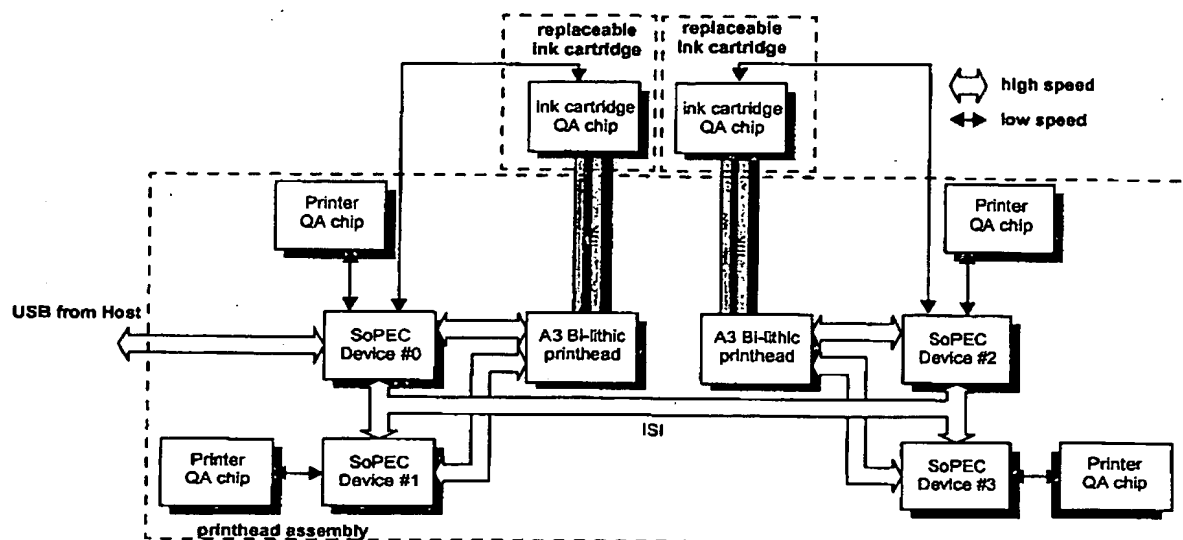 replaceable
ink cartridge
replaceable
ink cartridge
Ink cartridge
QA chip
ink cartridge
QA chip
high speed
low speed
Printer
QA chip
Printer
QA chip
USB from Host
SoPEC
Device #0
A3 Bi-lithic
printhead
A3 Bi-lithic
printhead
SoPEC
Device #2
ISI
Printer
QA chip
SoPEC
Device #1
SoPEC
Device #3
Printer
QA chip
printhead assembly